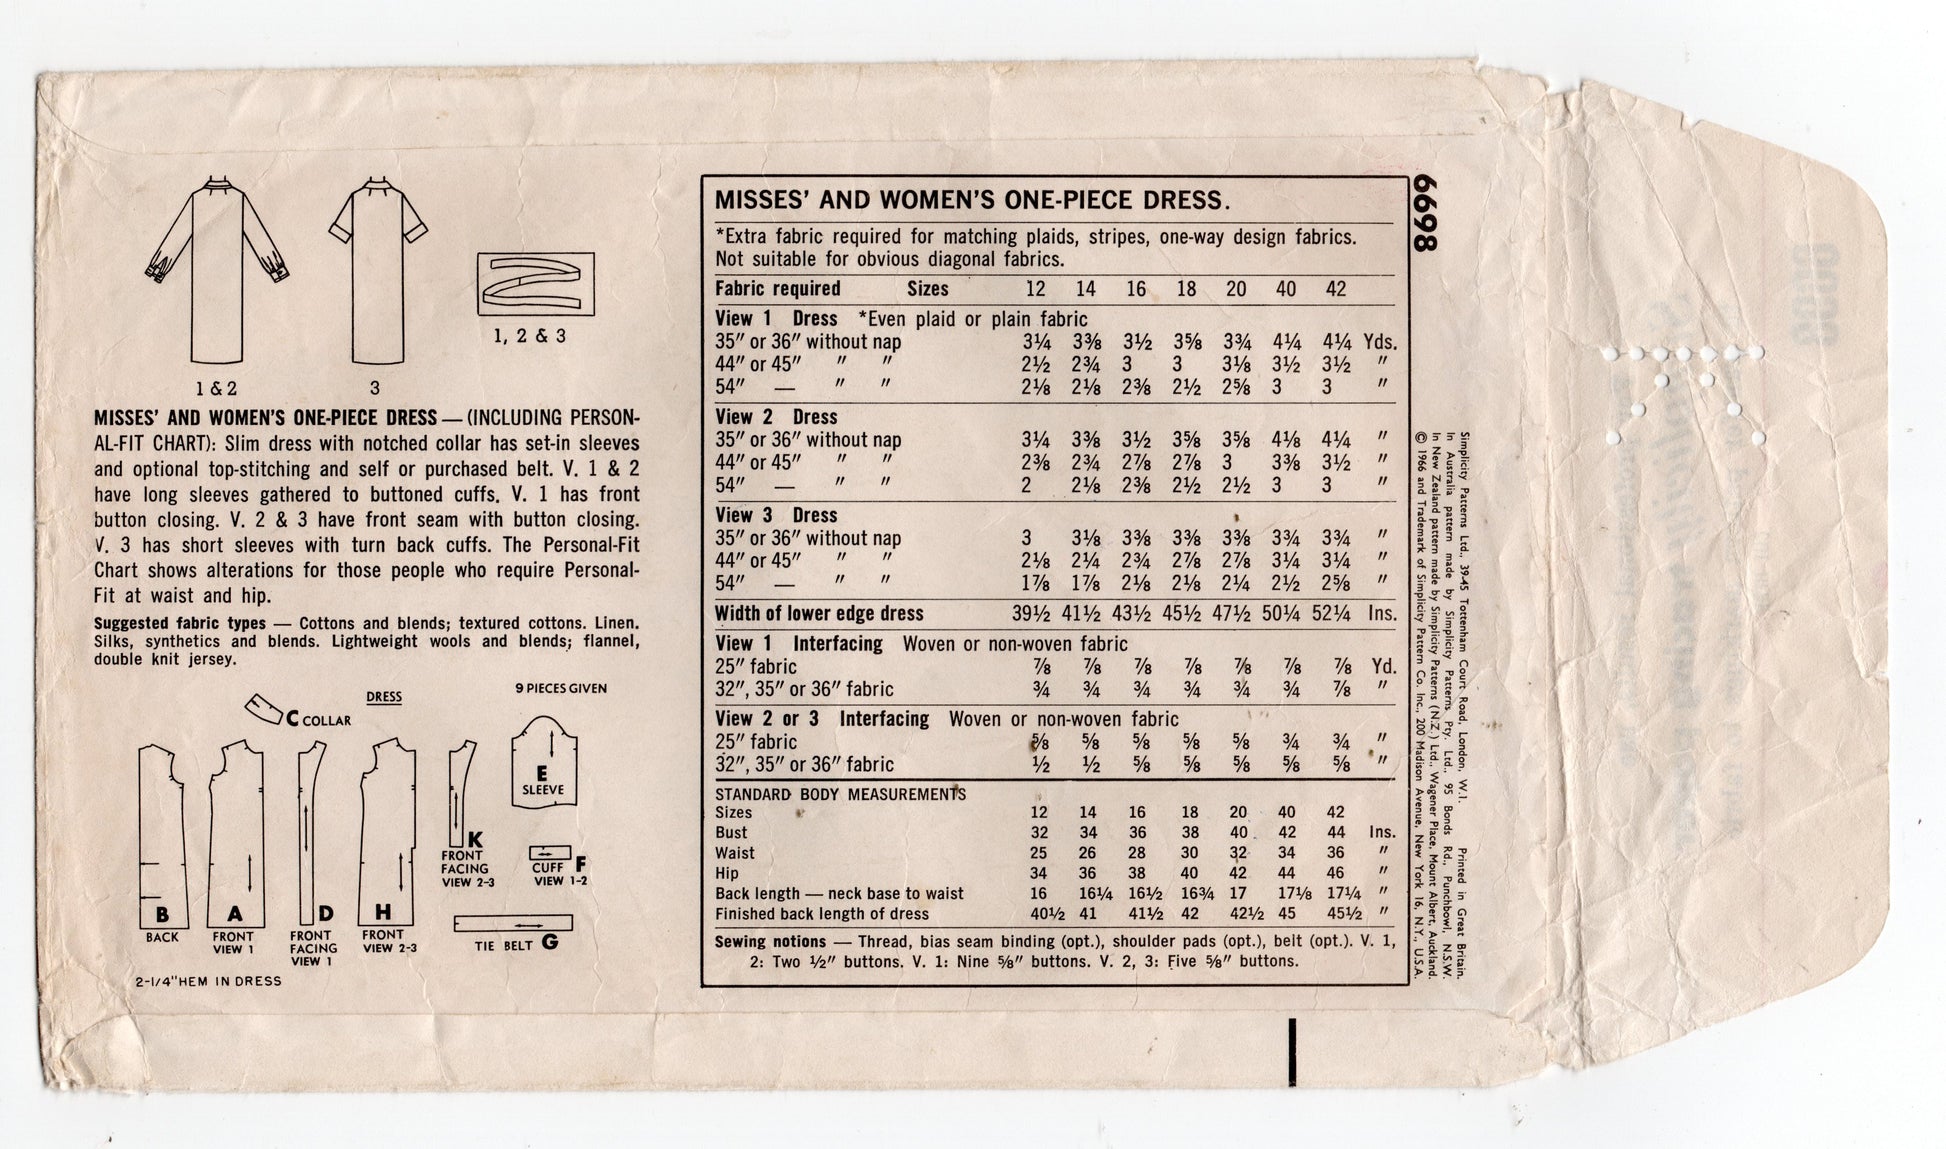 1, 2 & 3
1 & 2
3
MISSES' AND WOMEN'S ONE-PIECE DRESS — (INCLUDING PERSON-
AL-FIT CHART): Slim dress with notched collar has set-in sleeves
and optional top-stitching and self or purchased belt. V. 1 & 2
have long sleeves gathered to buttoned cuffs. V. 1 has front
button closing. V. 2 & 3 have front seam with button closing.
V. 3 has short sleeves with turn back cuffs. The Personal-Fit
Chart shows alterations for those people who require Personal-
Fit at waist and hip.
Suggested fabric types — Cottons and blends; textured cottons. Linen.
Silks, synthetics and blends. Lightweight wools and blends; flannel,
double knit jersey.
DRESS
9 PIECES GIVEN
C COLLAR
E
SLEEVE
K
FRONT
FACING
VIEW 2-3
CUFF F
VIEW 1-2
B
BACK
A
FRONT
VIEW 1
D
FRONT
FACING
VIEW 1
H
FRONT
VIEW 2-3
TIE BELT G
2-1/4"HEM IN DRESS
MISSES' AND WOMEN'S ONE-PIECE DRESS.
*Extra fabric required for matching plaids, stripes, one-way design fabrics.
Not suitable for obvious diagonal fabrics.
Fabric required Sizes 12 14 16 18 20 40 42
View 1 Dress *Even plaid or plain fabric
35″ or 36″ without nap 3¼ 3⅜ 3½ 3⅝ 3¾ 4¼ 4¼ Yds.
44″ or 45″ ″ ″ 2½ 2¾ 3 3 3⅛ 3½ 3½ ″
54″ — ″ ″ 2⅛ 2⅛ 2⅜ 2½ 2⅝ 3 3 ″
View 2 Dress
35″ or 36″ without nap 3¼ 3⅜ 3½ 3⅝ 3⅝ 4⅛ 4¼ ″
44″ or 45″ ″ ″ 2⅜ 2¾ 2⅞ 2⅞ 3 3⅜ 3½ ″
54″ — ″ ″ 2 2⅛ 2⅜ 2½ 2½ 3 3 ″
View 3 Dress
35″ or 36″ without nap 3 3⅛ 3⅜ 3⅜ 3⅜ 3¾ 3¾ ″
44″ or 45″ ″ ″ 2⅛ 2¼ 2¾ 2⅞ 2⅞ 3¼ 3¼ ″
54″ — ″ ″ 1⅞ 1⅞ 2⅛ 2⅛ 2¼ 2½ 2⅝ ″
Width of lower edge dress 39½ 41½ 43½ 45½ 47½ 50¼ 52¼ Ins.
View 1 Interfacing Woven or non-woven fabric
25″ fabric ⅞ ⅞ ⅞ ⅞ ⅞ ⅞ ⅞ Yd.
32″, 35″ or 36″ fabric ¾ ¾ ¾ ¾ ¾ ¾ ⅞ ″
View 2 or 3 Interfacing Woven or non-woven fabric
25″ fabric ⅝ ⅝ ⅝ ⅝ ⅝ ¾ ¾ ″
32″, 35″ or 36″ fabric ½ ½ ⅝ ⅝ ⅝ ⅝ ⅝ ″
STANDARD BODY MEASUREMENTS
Sizes 12 14 16 18 20 40 42
Bust 32 34 36 38 40 42 44 Ins.
Waist 25 26 28 30 32 34 36 ″
Hip 34 36 38 40 42 44 46 ″
Back length — neck base to waist 16 16¼ 16½ 16¾ 17 17⅛ 17¼ ″
Finished back length of dress 40½ 41 41½ 42 42½ 45 45½ ″
Sewing notions — Thread, bias seam binding (opt.), shoulder pads (opt.), belt (opt.). V. 1,
2: Two ½″ buttons. V. 1: Nine ⅝″ buttons. V. 2, 3: Five ⅝″ buttons.
6698
Simplicity Patterns Ltd., 39-45 Tottenham Court Road, London, W.1. Printed in Great Britain.
In Australia pattern made by Simplicity Patterns Pty. Ltd., 95 Bonds Rd., Punchbowl, N.S.W.
In New Zealand pattern made by Simplicity Patterns (N.Z.) Ltd., Wagener Place, Mount Albert, Auckland.
© 1966 and Trademark of Simplicity Pattern Co. Inc., 200 Madison Avenue, New York 16, N.Y., U.S.A.